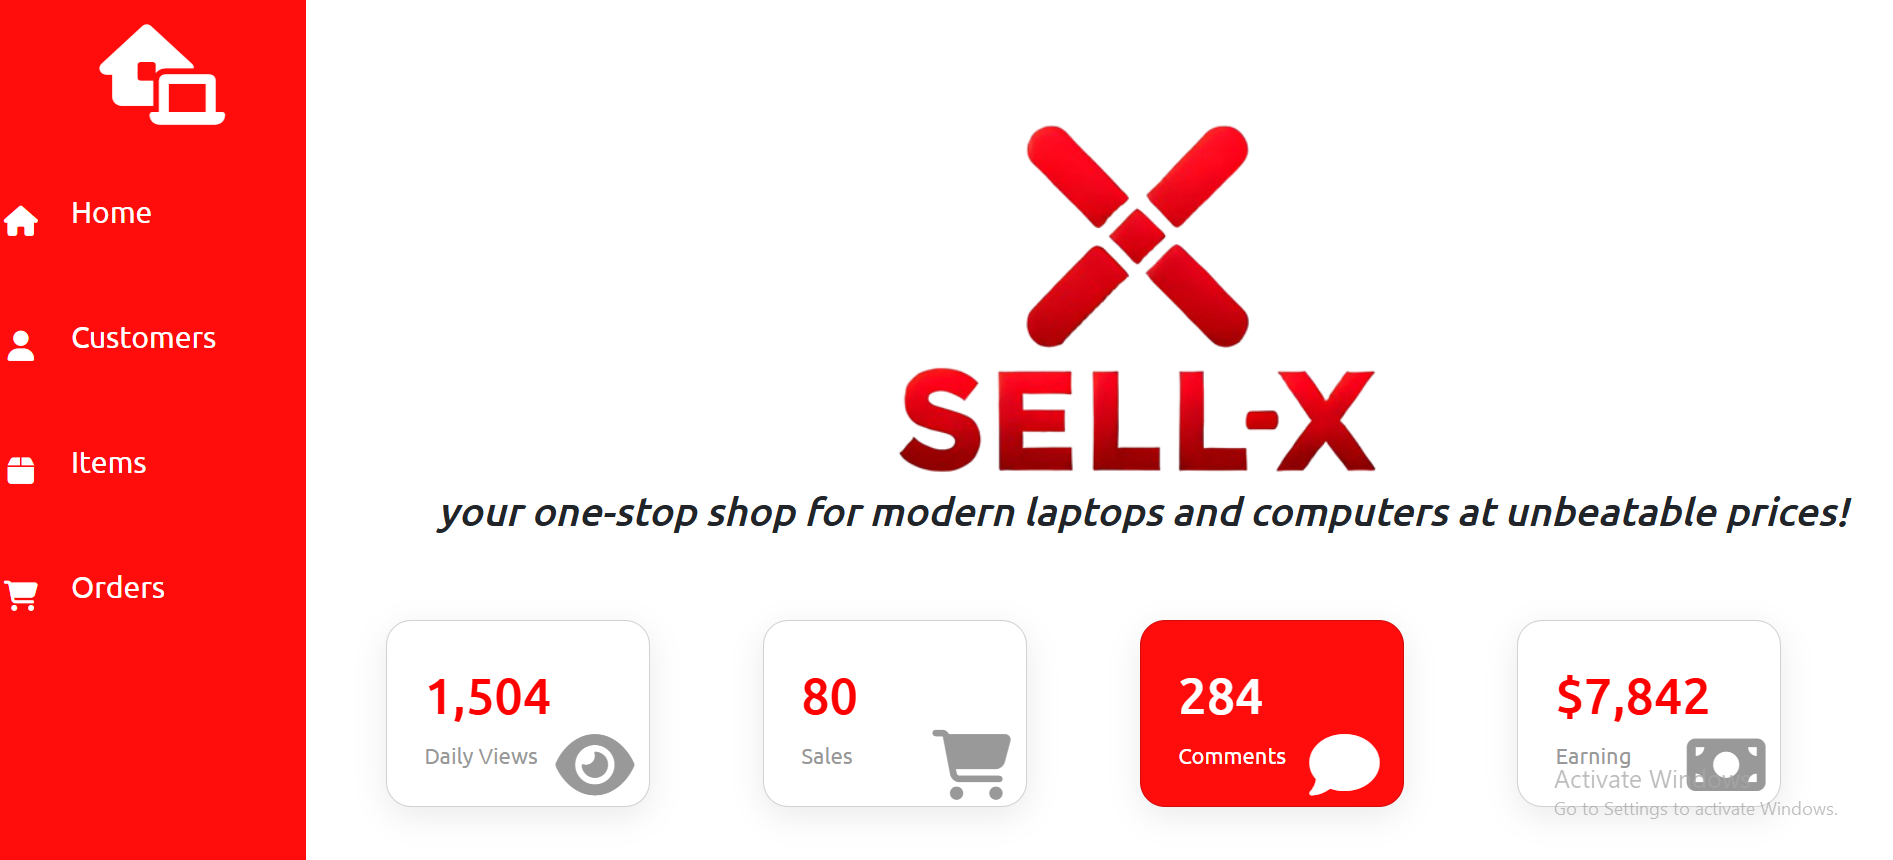 Home
Customers
Items
Orders
SELL-X
your one-stop shop for modern laptops and computers at unbeatable prices!
1,504
Daily Views
80
Sales
284
Comments
$7,842
Earning
Activate Windows
Go to Settings to activate Windows.